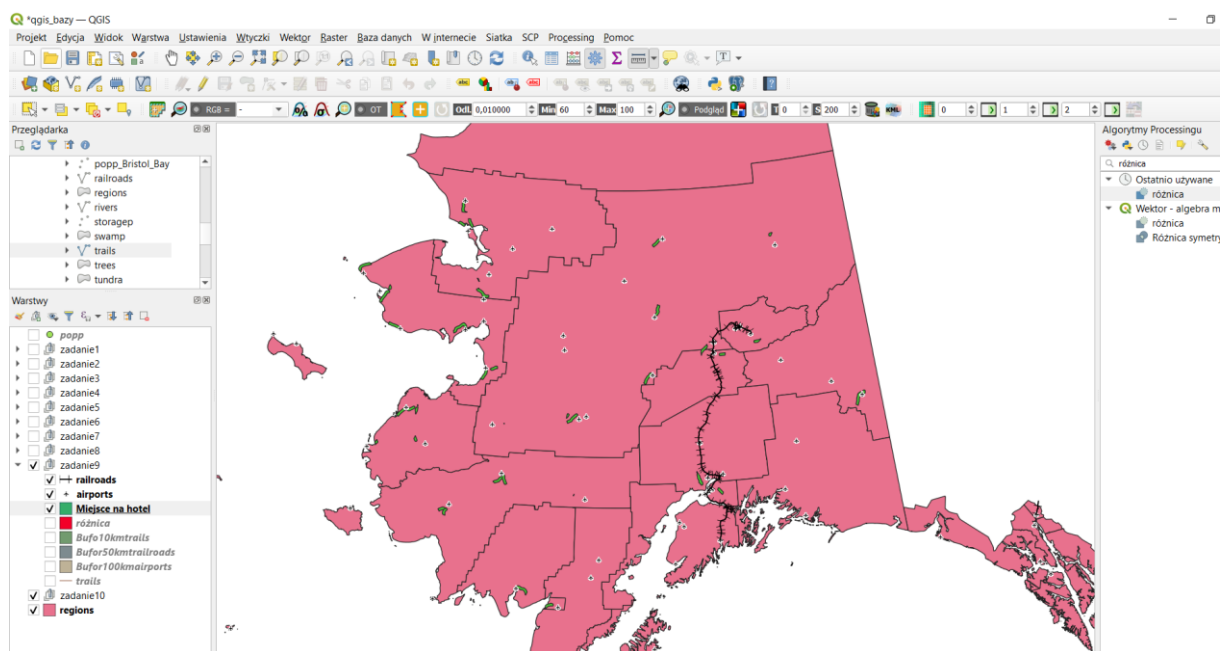 *qgis_bazy — QGIS
Projekt Edycja Widok Warstwa Ustawienia Wtyczki Wektor Raster Baza danych W internecie Siatka SCP Processing Pomoc
RGB = - OT Odl. 0,010000 Min 60 Max 100 Podgląd T 0 S 200 KML 0 1 2
Przeglądarka
popp_Bristol_Bay
railroads
regions
rivers
storagep
swamp
trails
trees
tundra
Warstwy
popp
zadanie1
zadanie2
zadanie3
zadanie4
zadanie5
zadanie6
zadanie7
zadanie8
zadanie9
railroads
airports
Miejsce na hotel
różnica
Bufo10kmtrails
Bufor50kmtrailroads
Bufor100kmairports
trails
zadanie10
regions
Algorytmy Processingu
różnica
Ostatnio używane
różnica
Wektor - algebra m
różnica
Różnica symetry